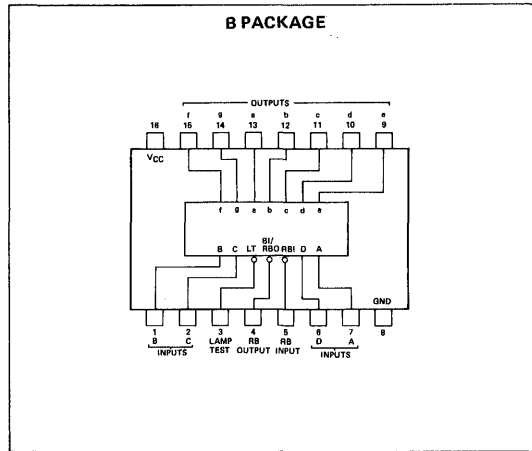 B PACKAGE
OUTPUTS
f g a b c d e
16 15 14 13 12 11 10 9
VCC
f g a b c d e
BI/
B C LT RBO RBI D A
GND
1 2 3 4 5 6 7 8
B C LAMP RB RB D A
INPUTS TEST OUTPUT INPUT INPUTS